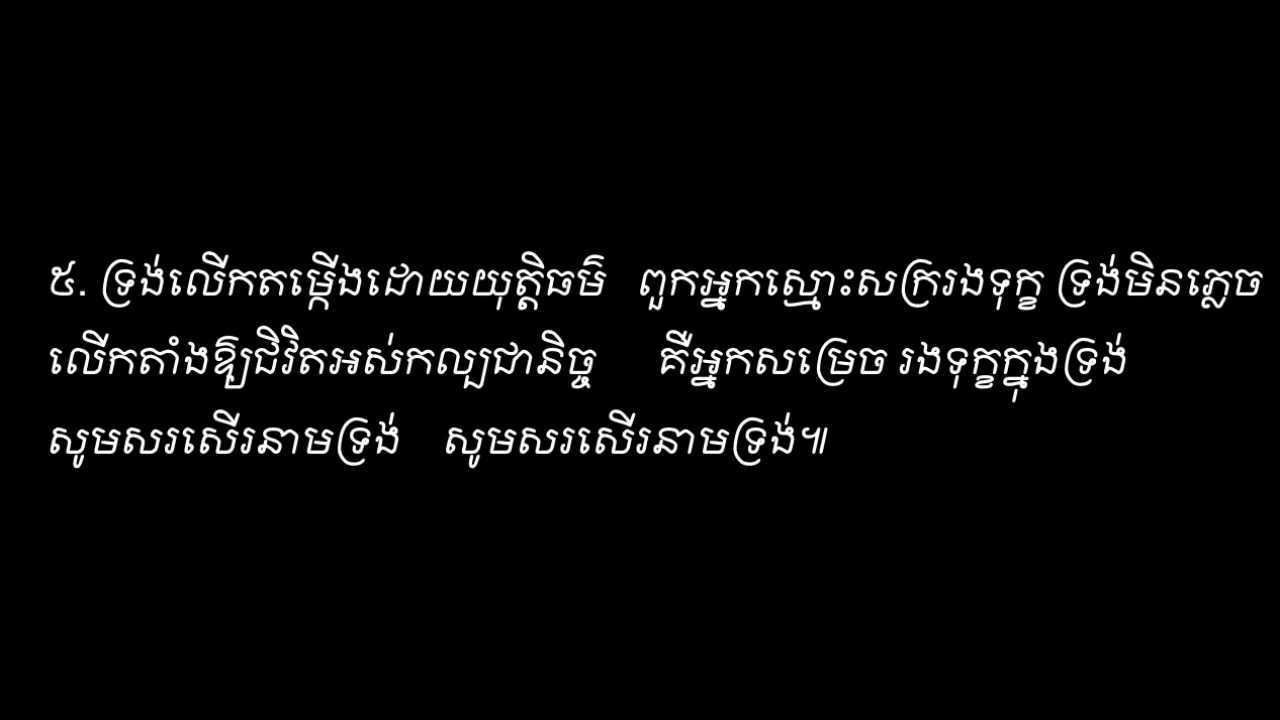 ៥. ទ្រង់លើកតម្កើងដោយយុត្តិធម៌ ពួកអ្នកស្មោះសក្ររងទុក្ខ ទ្រង់មិនភ្លេច
លើកតាំងឱ្យជិវិតអស់កល្បជានិច្ច គឺអ្នកសម្រេច រងទុក្ខក្នុងទ្រង់
សូមសរសើរនាមទ្រង់ សូមសរសើរនាមទ្រង់៕